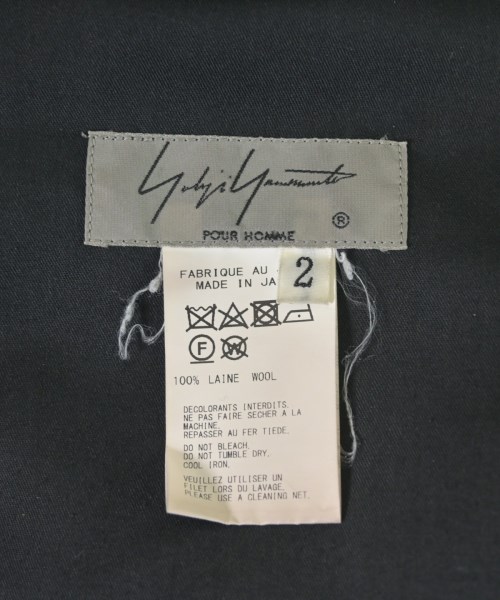 Yohji Yamamoto
®
POUR HOMME
FABRIQUE AU
MADE IN JA
2
F W
100% LAINE WOOL
DECOLORANTS INTERDITS.
NE PAS FAIRE SECHER A LA
MACHINE.
REPASSER AU FER TIEDE.
DO NOT BLEACH.
DO NOT TUMBLE DRY.
COOL IRON.
VEUILLEZ UTILISER UN
FILET LORS DU LAVAGE.
PLEASE USE A CLEANING NET.